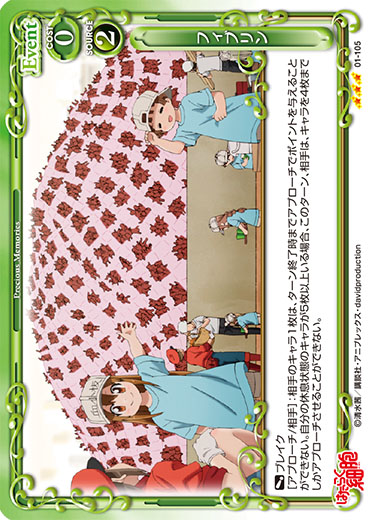 Event
COST
0
SOURCE
2
フィブリン
Precious Memories
ブレイク
[アプローチ/相手]:相手のキャラ1枚は、ターン終了時までアプローチでポイントを与えること
ができない。自分の休息状態のキャラが5枚以上いる場合、このターン、相手は、キャラを4枚まで
しかアプローチさせることができない。
はたらく細胞
©清水茜/講談社・アニプレックス・davidproduction
01-105